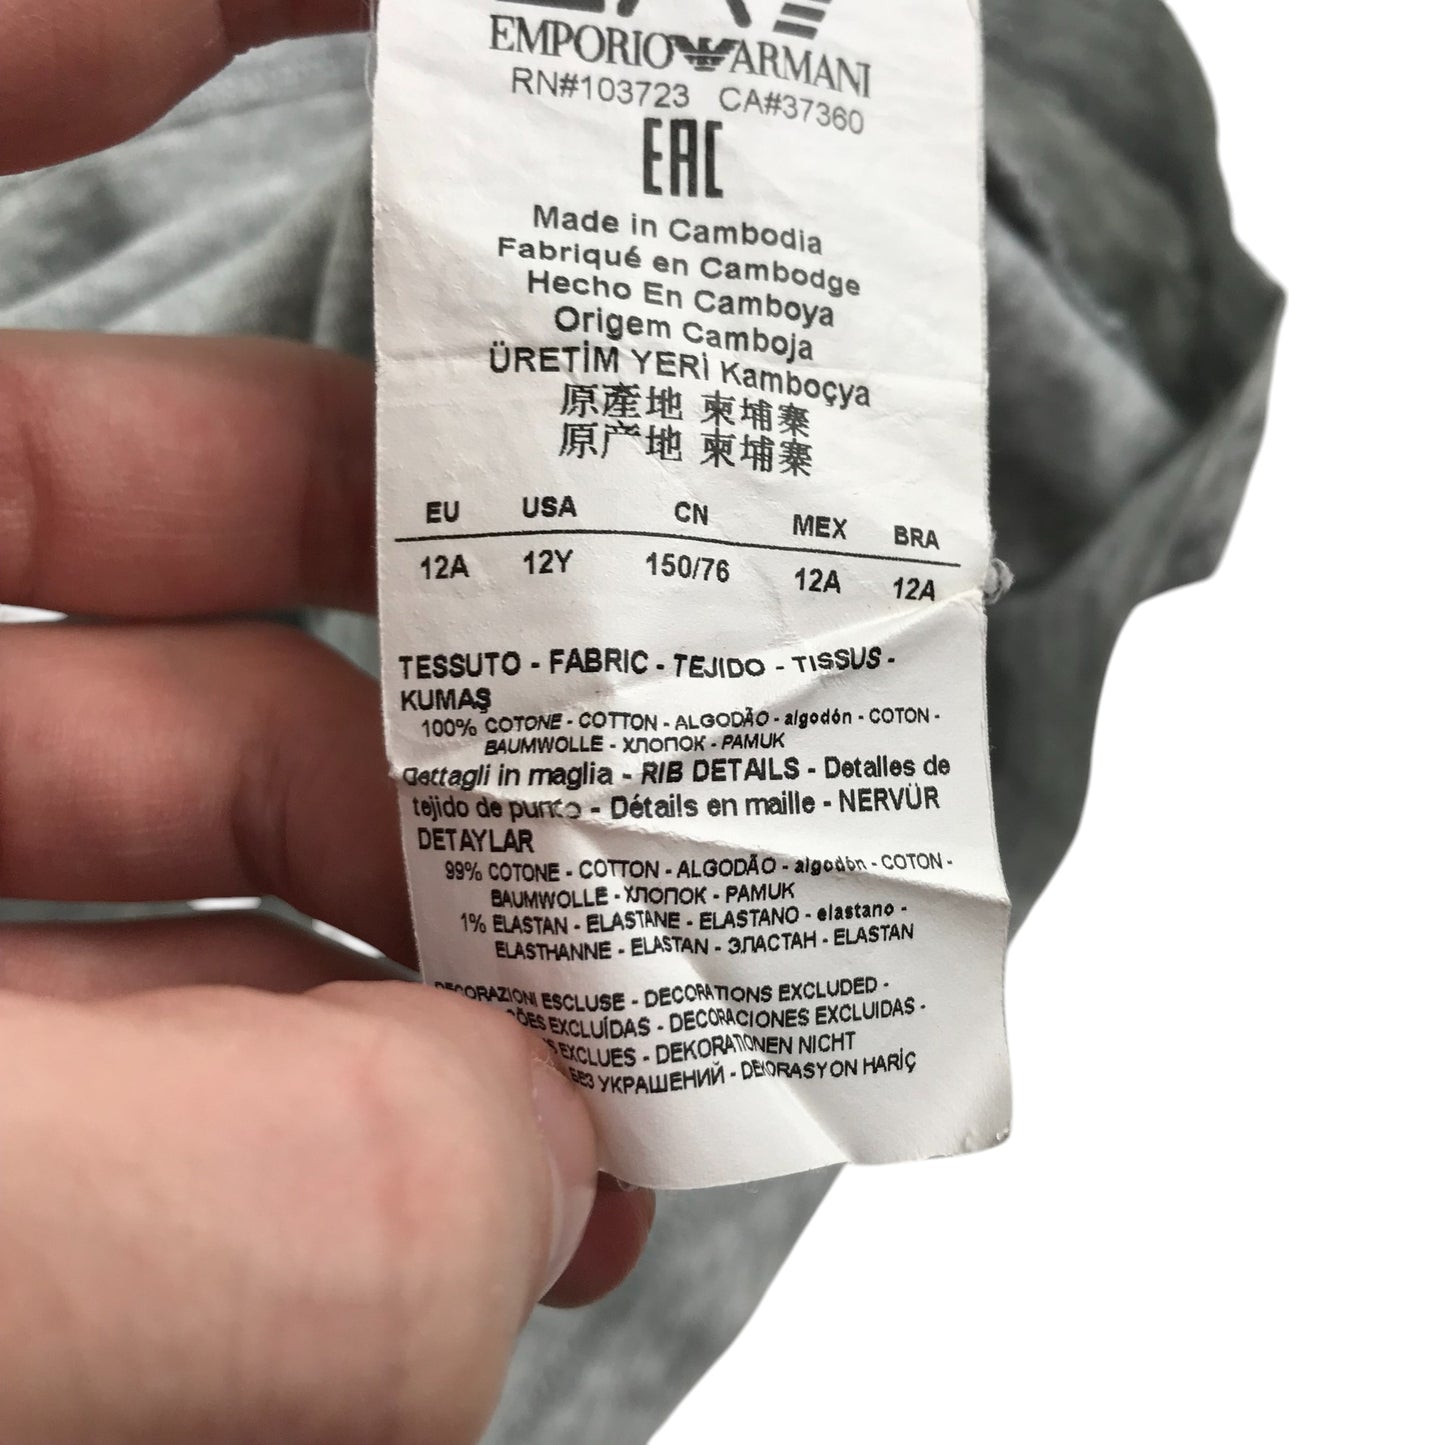 EA7
EMPORIO ARMANI
RN#103723 CA#37360
EAC
Made in Cambodia
Fabriqué en Cambodge
Hecho En Camboya
Origem Camboja
ÜRETİM YERİ Kamboçya
原產地 柬埔寨
原产地 柬埔寨
EU USA CN MEX BRA
12A 12Y 150/76 12A 12A
TESSUTO - FABRIC - TEJIDO - TISSUS -
KUMAŞ
100% COTONE - COTTON - ALGODÃO - algodón - COTON -
BAUMWOLLE - ХЛОПОК - PAMUK
Dettagli in maglia - RIB DETAILS - Detalles de
tejido de punto - Détails en maille - NERVÜR
DETAYLAR
99% COTONE - COTTON - ALGODÃO - algodón - COTON -
BAUMWOLLE - ХЛОПОК - PAMUK
1% ELASTAN - ELASTANE - ELASTANO - elastano -
ELASTHANNE - ELASTAN - ЭЛАСТАН - ELASTAN
DECORAZIONI ESCLUSE - DECORATIONS EXCLUDED -
EXCLUÍDAS - DECORACIONES EXCLUIDAS -
EXCLUES - DEKORATIONEN NICHT
БЕЗ УКРАШЕНИЙ - DEKORASYON HARİÇ